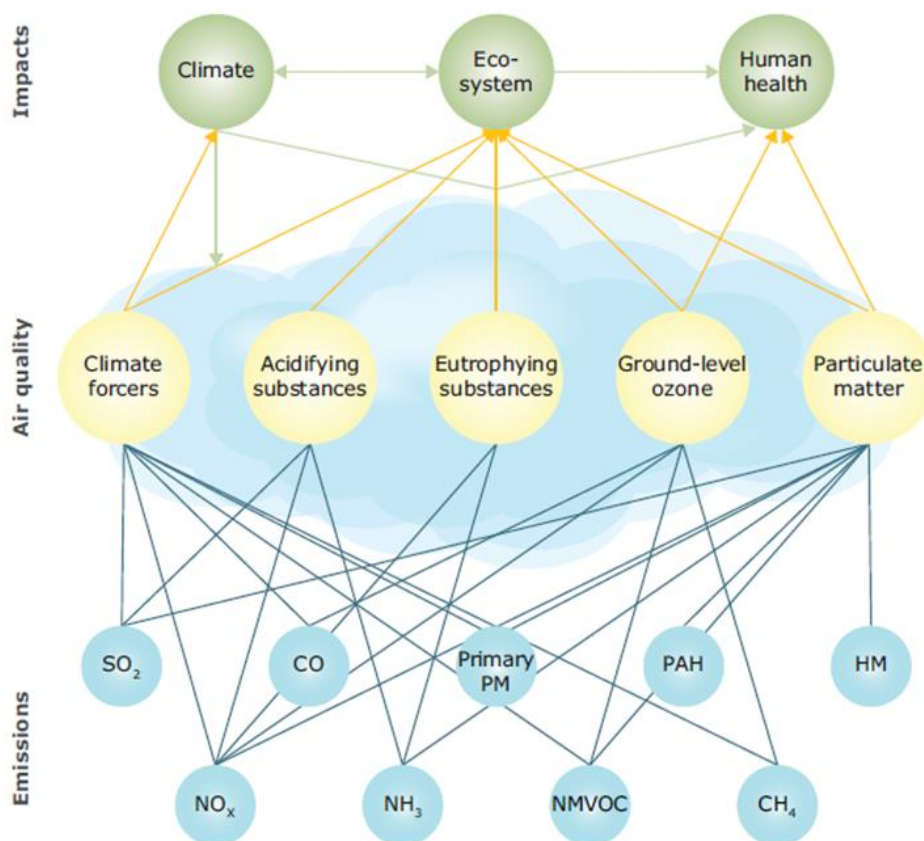 Impacts
Climate
Eco-
system
Human
health
Air quality
Climate
forcers
Acidifying
substances
Eutrophying
substances
Ground-level
ozone
Particulate
matter
Emissions
SO₂
CO
Primary
PM
PAH
HM
NOₓ
NH₃
NMVOC
CH₄